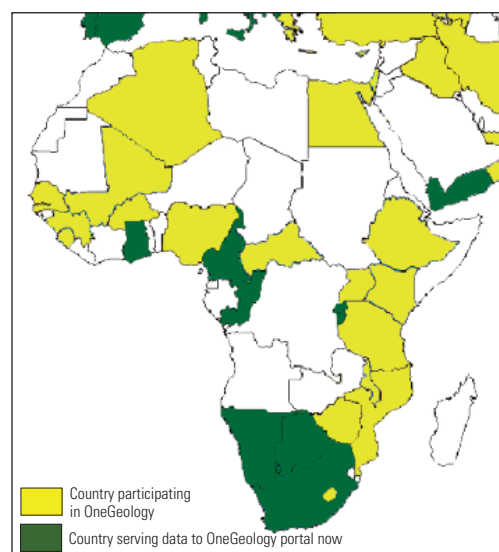 Country participating
in OneGeology
Country serving data to OneGeology portal now